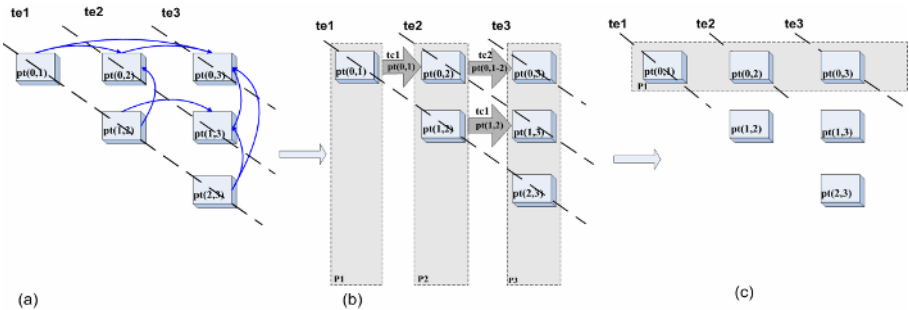 te1 te2 te3
pt(0,1) pt(0,2) pt(0,3)
pt(1,2) pt(1,3)
pt(2,3)
(a)
te1 te2 te3
tc1 tc2
pt(0,1) pt(0,1) pt(0,2) pt(0,1-2) pt(0,3)
tc1
pt(1,2) pt(1,2) pt(1,3)
pt(2,3)
P1 P2 P3
(b)
te1 te2 te3
pt(0,1) pt(0,2) pt(0,3)
P1
pt(1,2) pt(1,3)
pt(2,3)
(c)